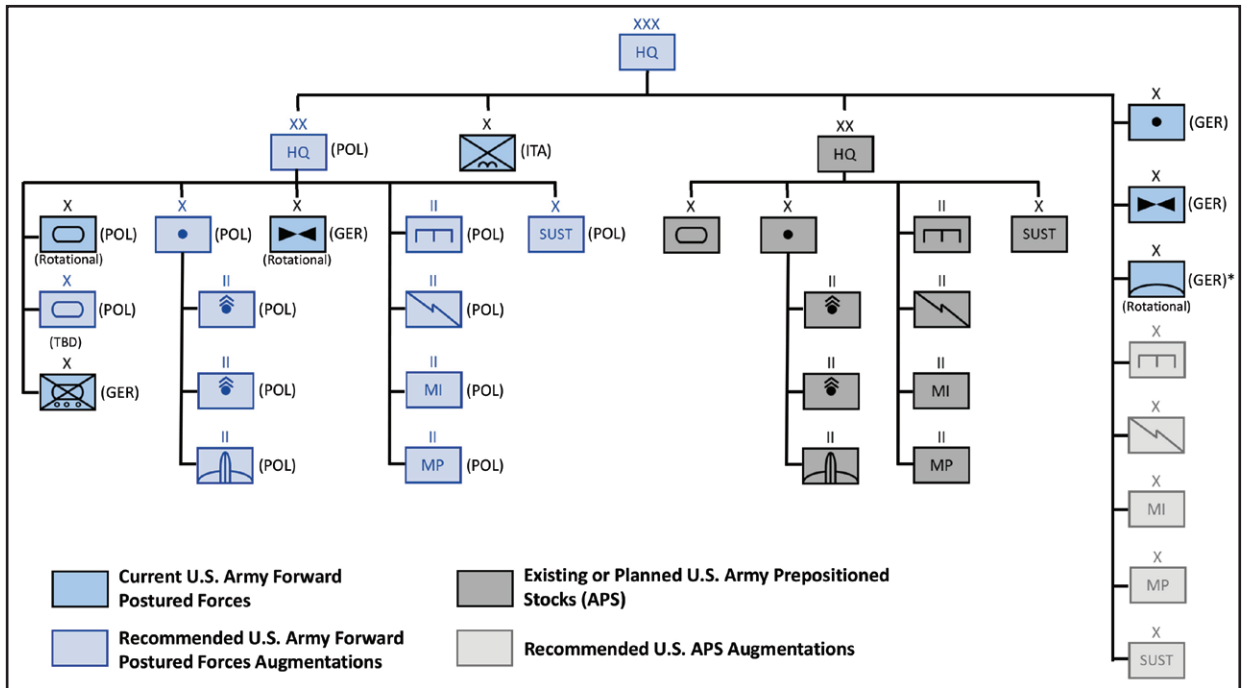 XXX
HQ
XX
HQ (POL)
X
(ITA)
XX
HQ
X
(GER)
X
(GER)
X
(GER)*
(Rotational)
X
(POL)
(Rotational)
X
(POL)
X
(GER)
(Rotational)
II
(POL)
X
SUST (POL)
X
X
II
X
SUST
X
(POL)
(TBD)
II
(POL)
II
(POL)
II
II
X
X
(GER)
II
(POL)
II
MI (POL)
II
II
MI
X
II
(POL)
II
MP (POL)
II
II
MP
X
MI
X
MP
X
SUST
Current U.S. Army Forward
Postured Forces
Existing or Planned U.S. Army Prepositioned
Stocks (APS)
Recommended U.S. Army Forward
Postured Forces Augmentations
Recommended U.S. APS Augmentations